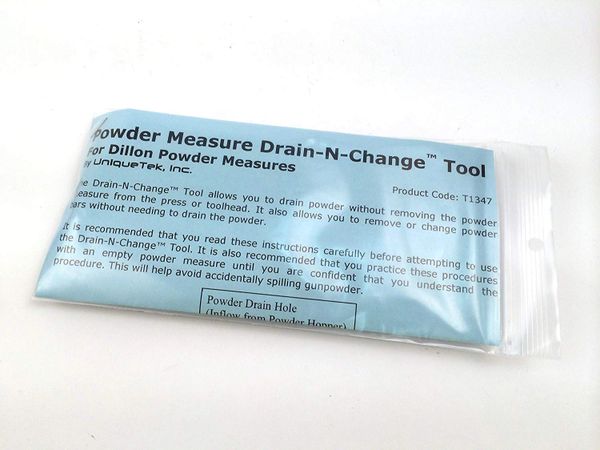 Powder Measure Drain-N-Change™ Tool
For Dillon Powder Measures
By UniqueTek, Inc.
Product Code: T1347
The Drain-N-Change™ Tool allows you to drain powder without removing the powder
measure from the press or toolhead. It also allows you to remove or change powder
bars without needing to drain the powder.
It is recommended that you read these instructions carefully before attempting to use
the Drain-N-Change™ Tool. It is also recommended that you practice these procedures
with an empty powder measure until you are confident that you understand the
procedure. This will help avoid accidentally spilling gunpowder.
Powder Drain Hole
(Inflow from Powder Hopper)